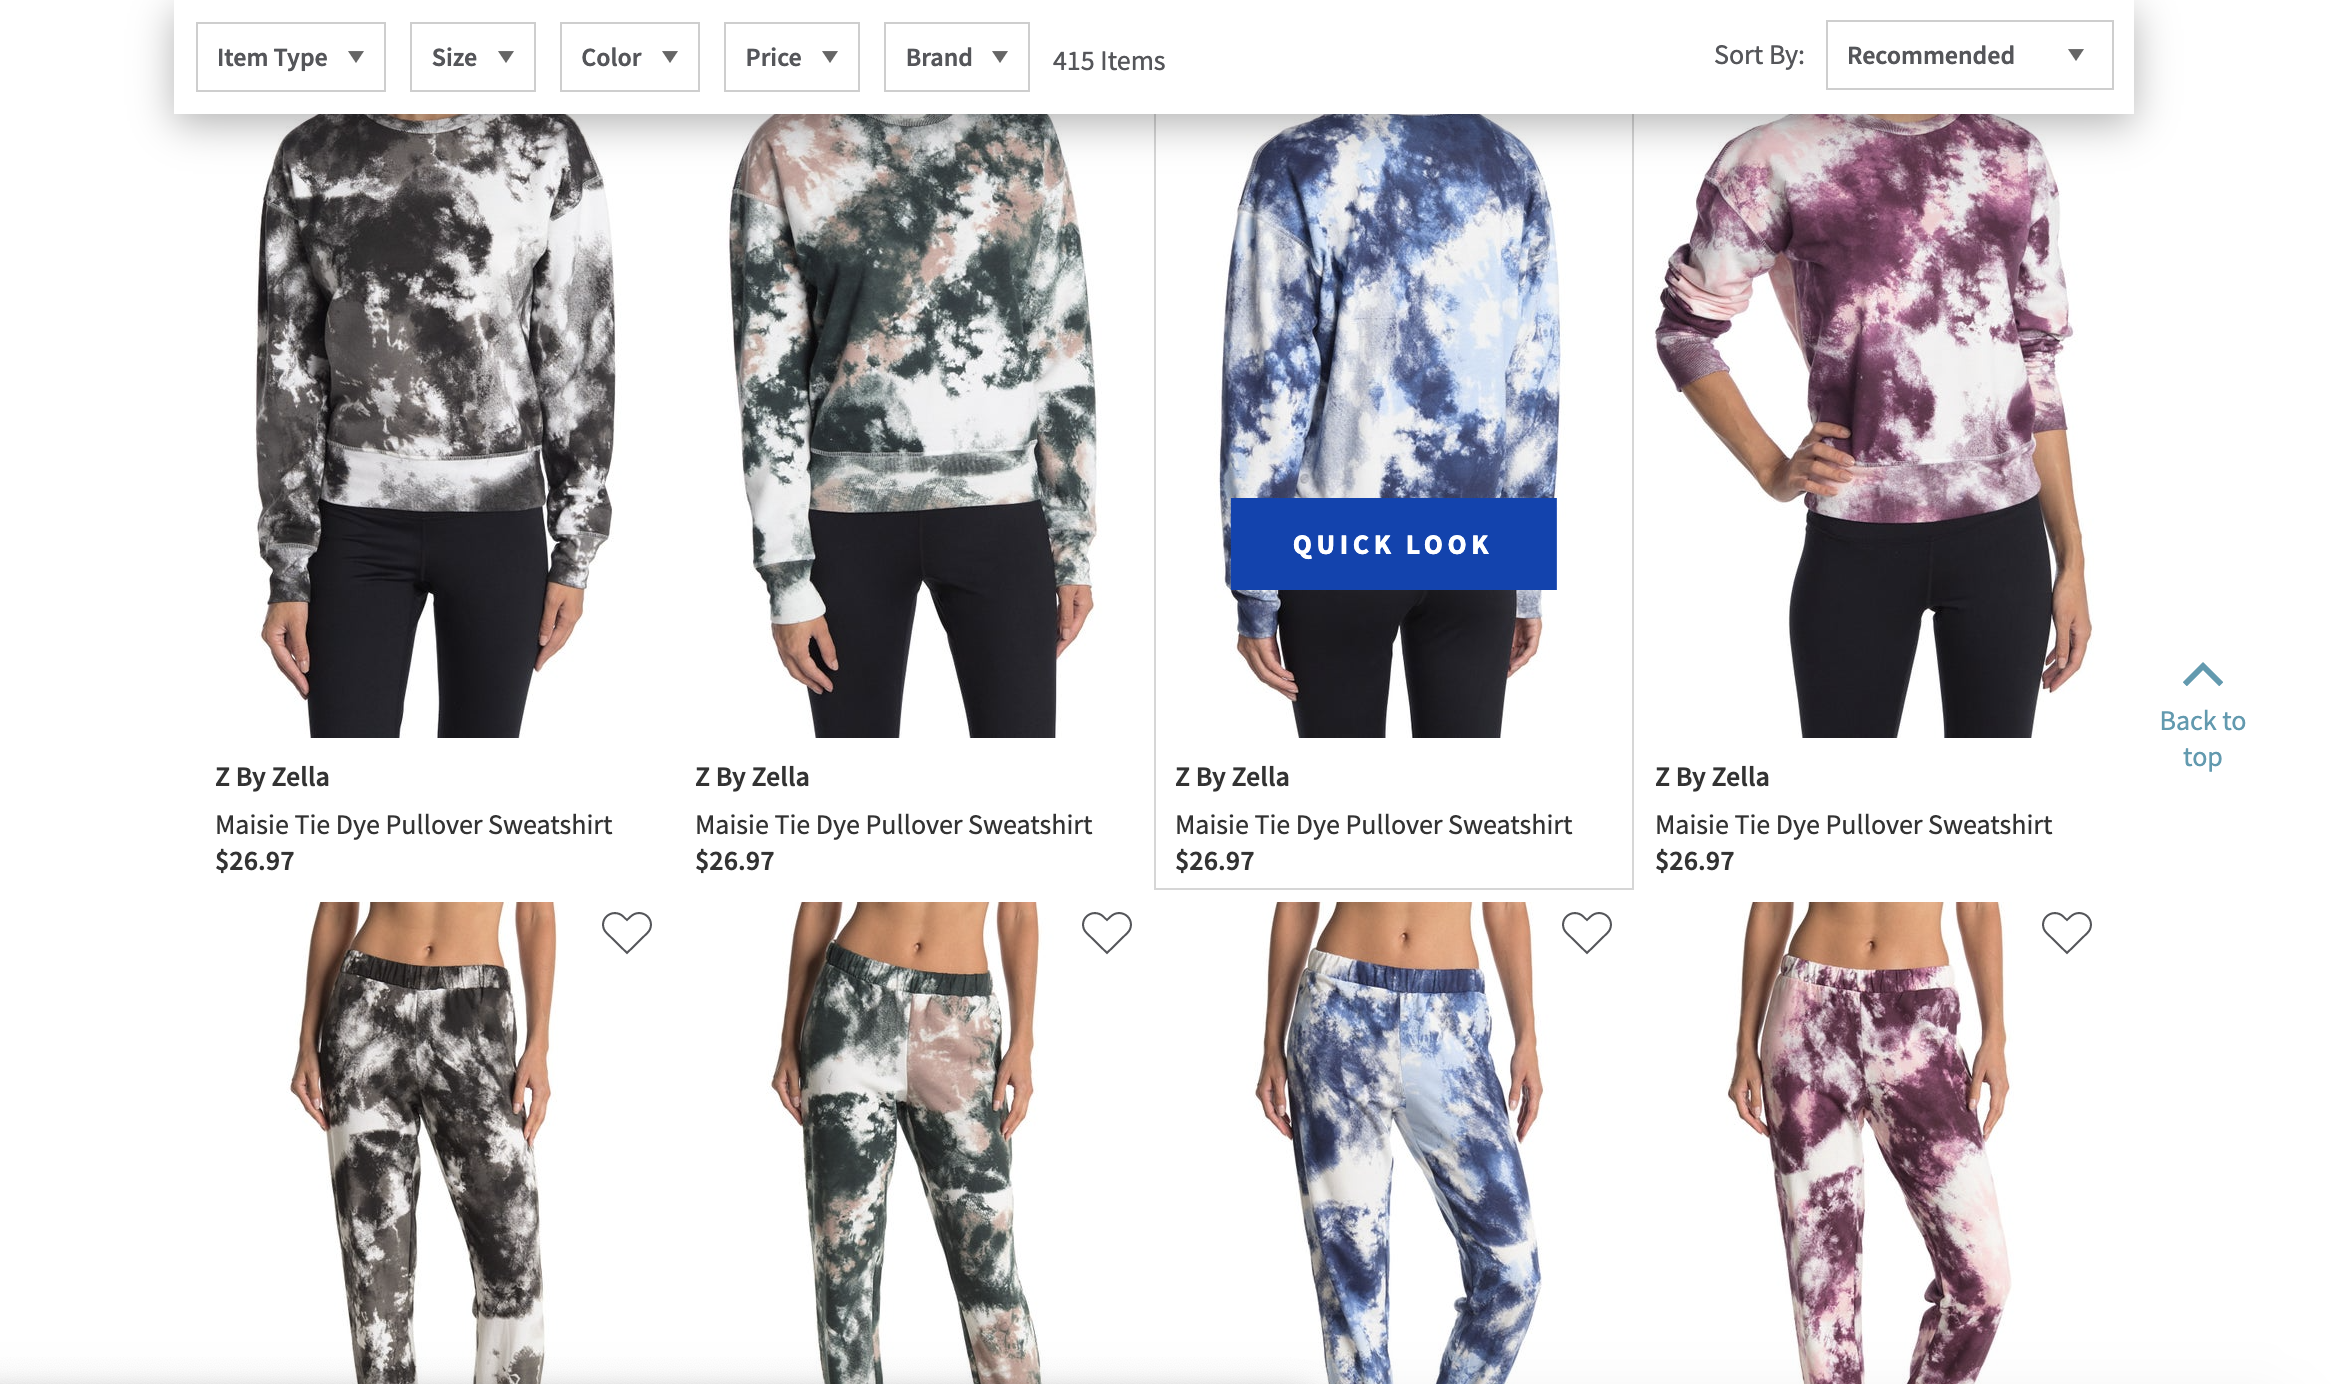 Item Type
Size
Color
Price
Brand
415 Items
Sort By:
Recommended
QUICK LOOK
Z By Zella
Maisie Tie Dye Pullover Sweatshirt
$26.97
Z By Zella
Maisie Tie Dye Pullover Sweatshirt
$26.97
Z By Zella
Maisie Tie Dye Pullover Sweatshirt
$26.97
Z By Zella
Maisie Tie Dye Pullover Sweatshirt
$26.97
Back to
top